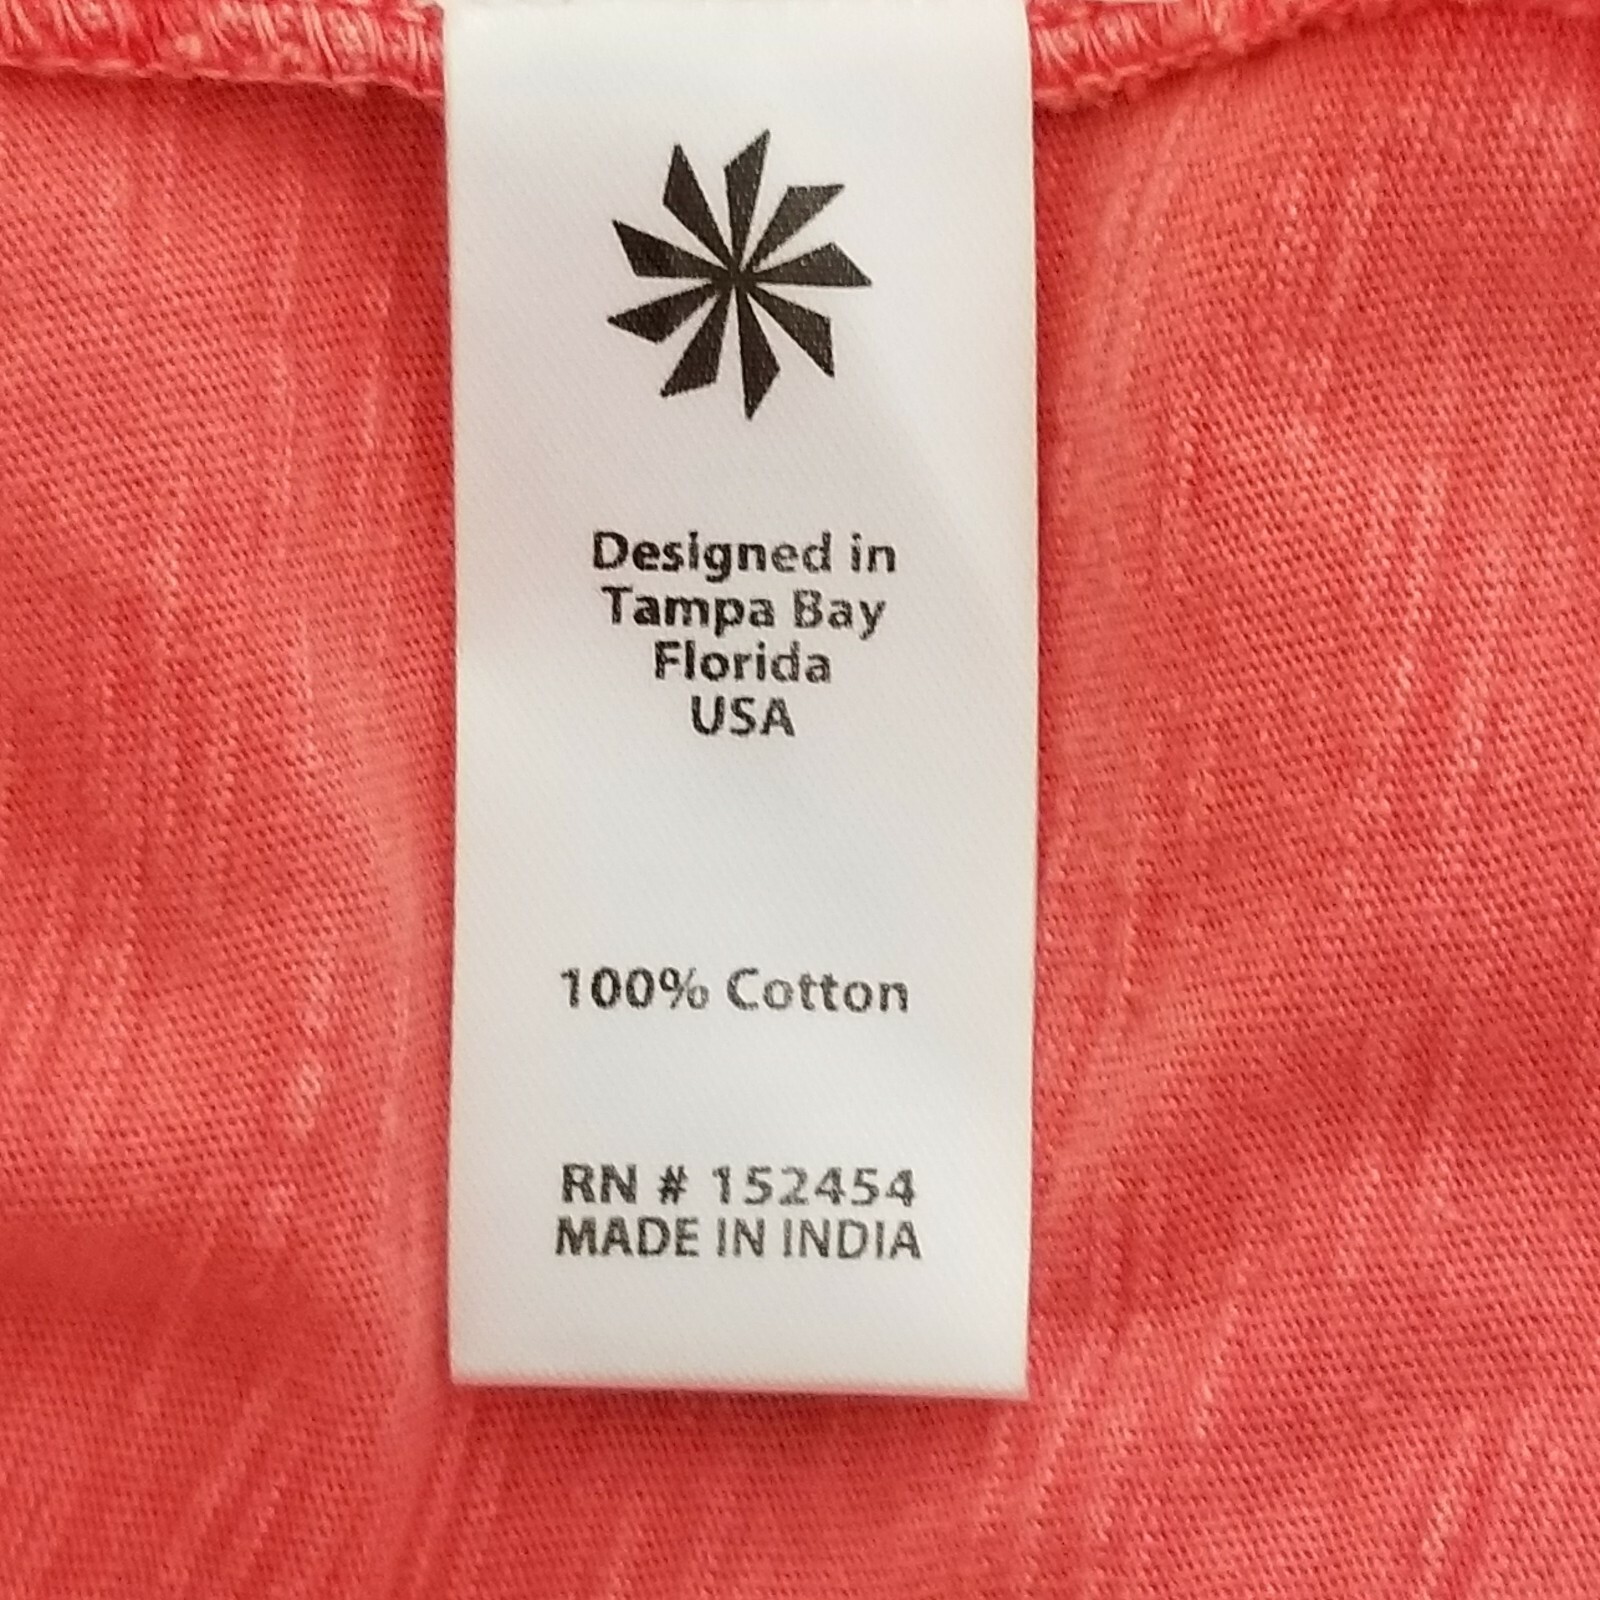 Designed in
Tampa Bay
Florida
USA
100% Cotton
RN # 152454
MADE IN INDIA